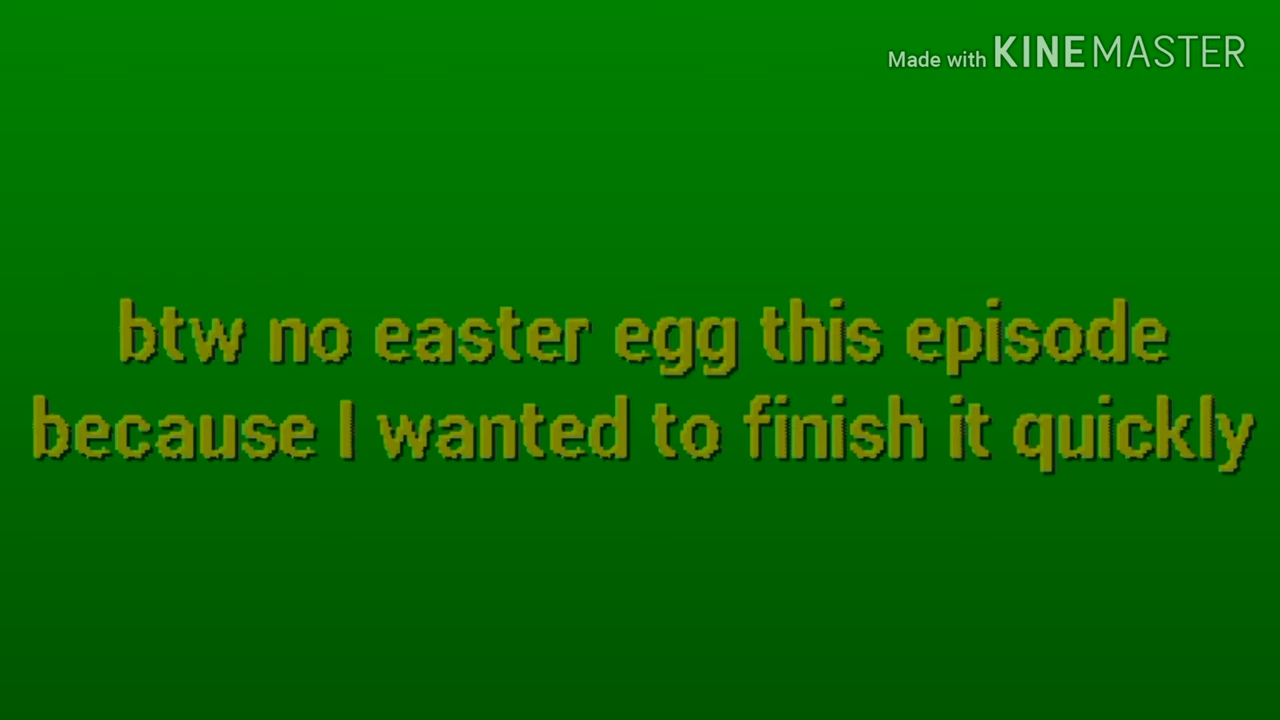 Made with KINEMASTER
btw no easter egg this episode
because I wanted to finish it quickly